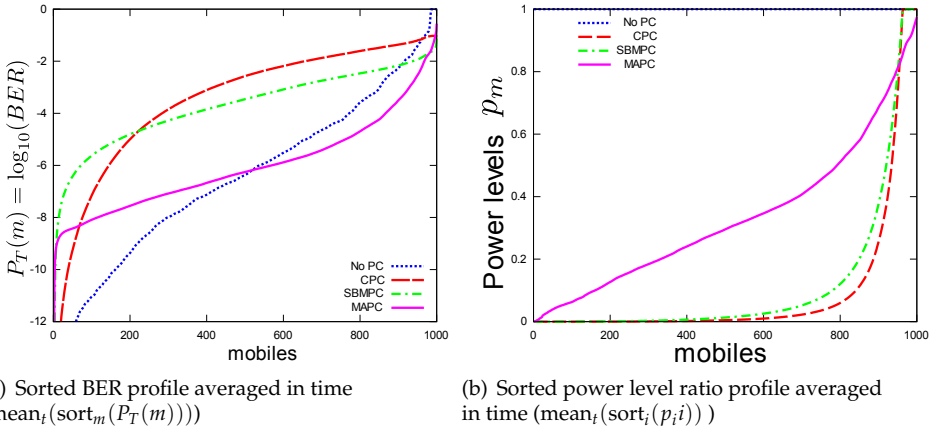 0
-2
-4
-6
-8
-10
-12
0 200 400 600 800 1000
P_T(m) = log_10(BER)
mobiles
No PC
CPC
SBMPC
MAPC
) Sorted BER profile averaged in time
mean_t(sort_m(P_T(m))))
1
0.8
0.6
0.4
0.2
0
0 200 400 600 800 1000
Power levels p_m
mobiles
No PC
CPC
SBMPC
MAPC
(b) Sorted power level ratio profile averaged
in time (mean_t(sort_i(p_i i)) )